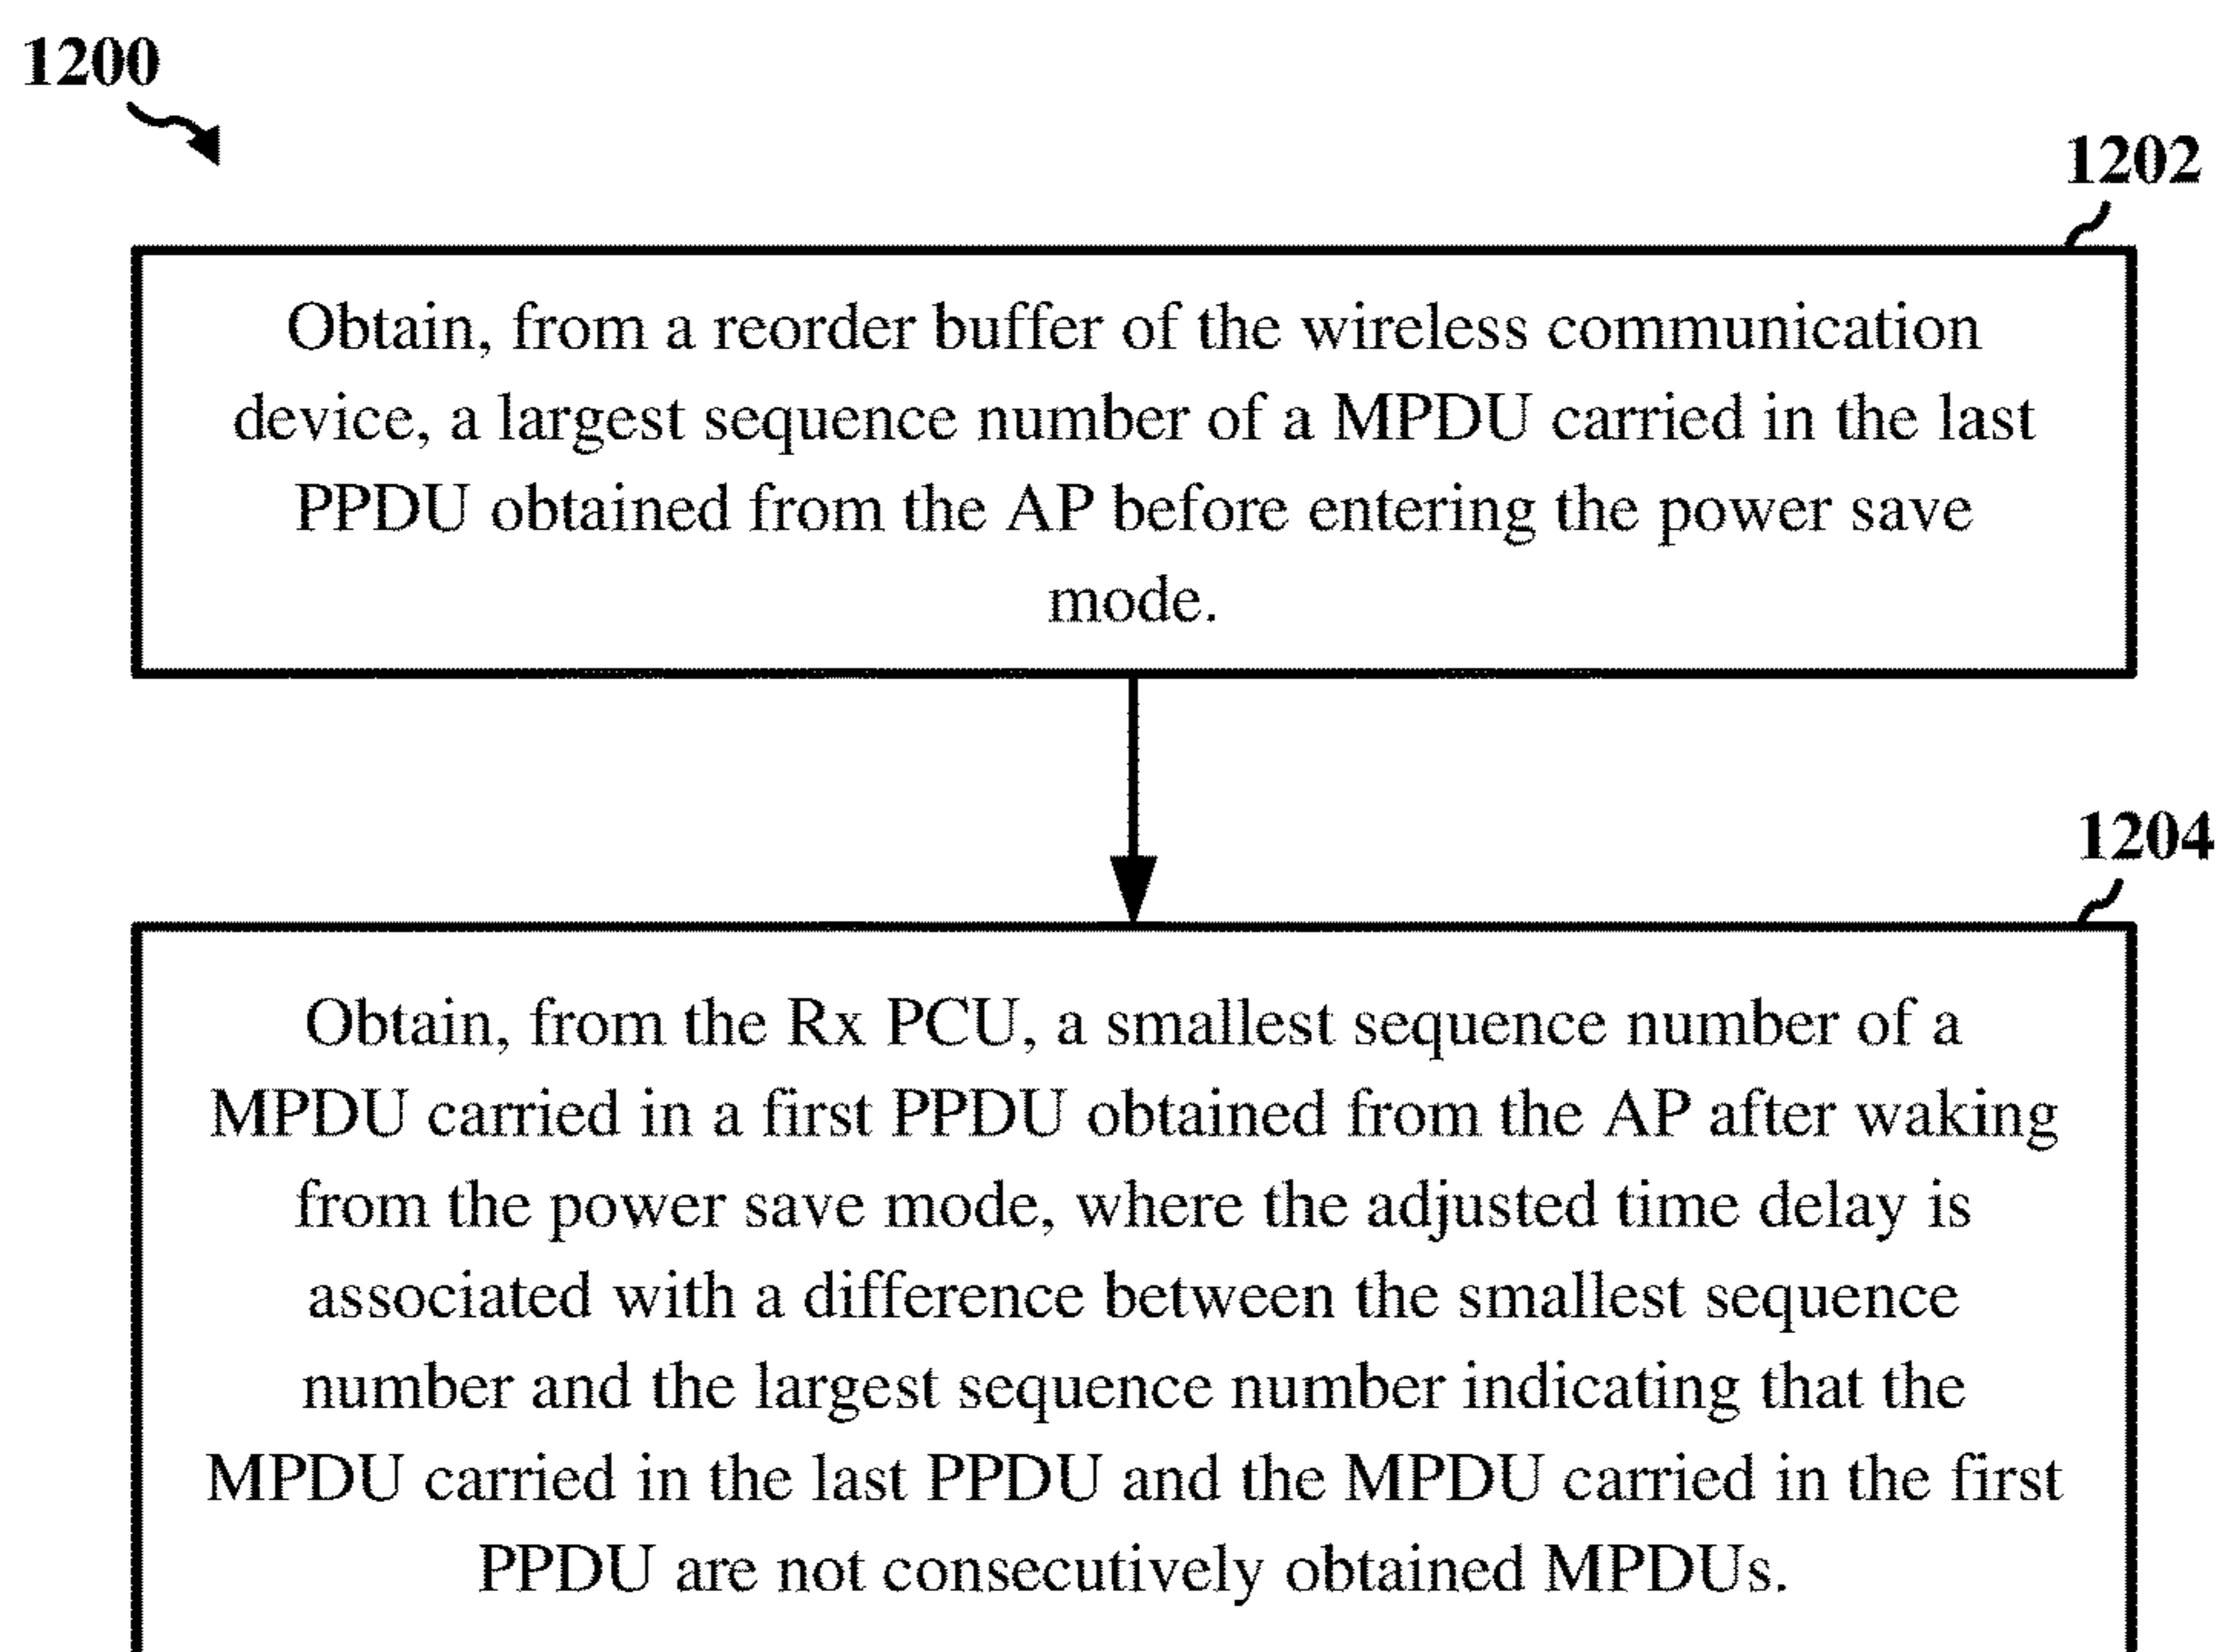 1200
1202
Obtain, from a reorder buffer of the wireless communication
device, a largest sequence number of a MPDU carried in the last
PPDU obtained from the AP before entering the power save
mode.
1204
Obtain, from the Rx PCU, a smallest sequence number of a
MPDU carried in a first PPDU obtained from the AP after waking
from the power save mode, where the adjusted time delay is
associated with a difference between the smallest sequence
number and the largest sequence number indicating that the
MPDU carried in the last PPDU and the MPDU carried in the first
PPDU are not consecutively obtained MPDUs.